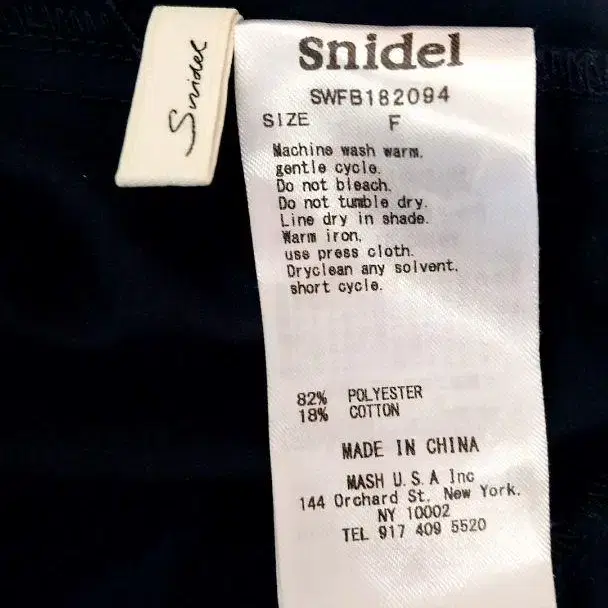 Snidel
Snidel
SWFB182094
SIZE F
Machine wash warm.
gentle cycle.
Do not bleach.
Do not tumble dry.
Line dry in shade.
Warm iron,
use press cloth.
Dryclean any solvent.
short cycle.
82% POLYESTER
18% COTTON
MADE IN CHINA
MASH U.S.A Inc
144 Orchard St, New York.
NY 10002
TEL 917 409 5520